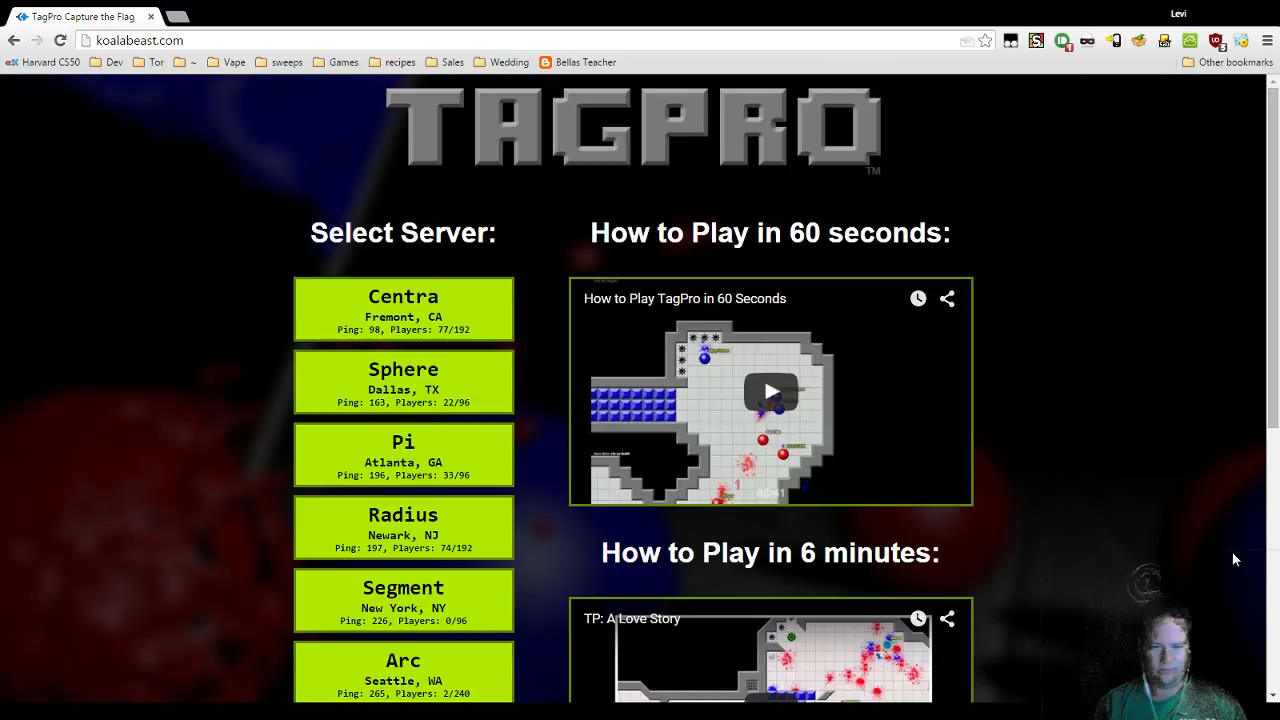 TagPro Capture the Flag
Levi
koalabeast.com
Harvard CS50
Dev
Tor
~
Vape
sweeps
Games
recipes
Sales
Wedding
Bellas Teacher
Other bookmarks
TAGPRO
TM
Select Server:
Centra
Fremont, CA
Ping: 98, Players: 77/192
Sphere
Dallas, TX
Ping: 163, Players: 22/96
Pi
Atlanta, GA
Ping: 196, Players: 33/96
Radius
Newark, NJ
Ping: 197, Players: 74/192
Segment
New York, NY
Ping: 226, Players: 0/96
Arc
Seattle, WA
Ping: 265, Players: 2/240
How to Play in 60 seconds:
How to Play TagPro in 60 Seconds
How to Play in 6 minutes:
TP: A Love Story